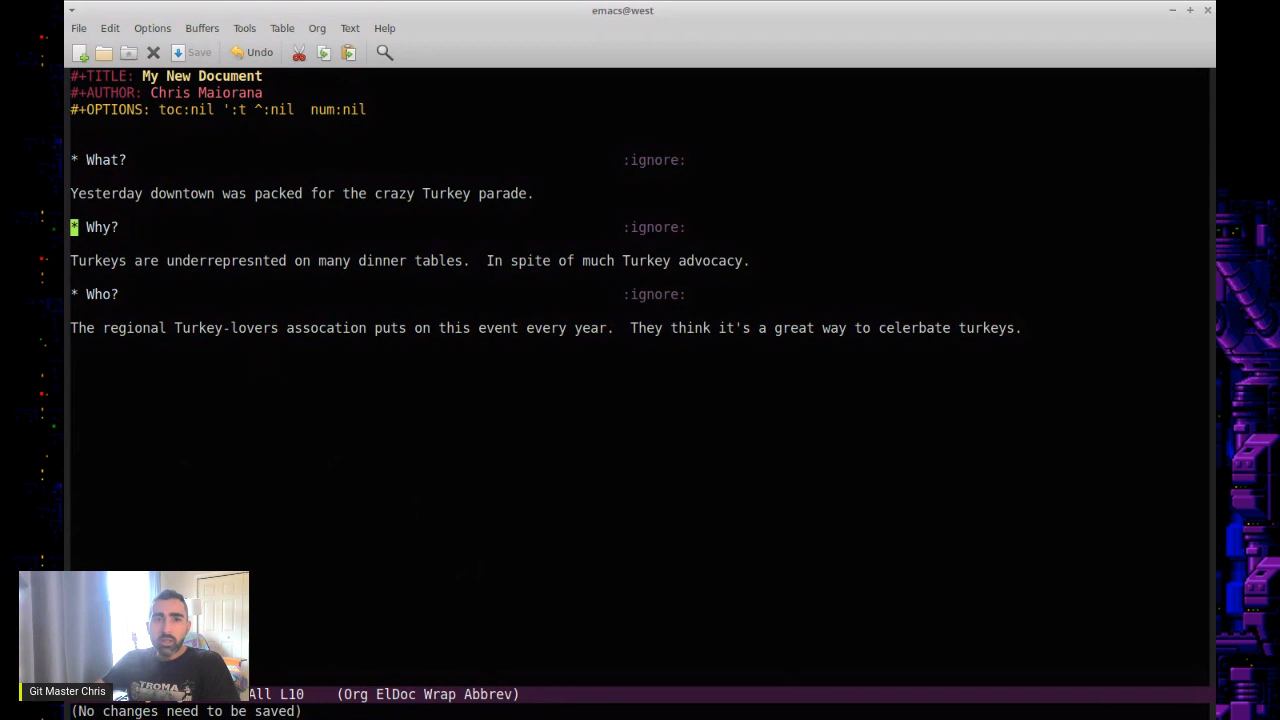 emacs@west
File Edit Options Buffers Tools Table Org Text Help
Save Undo
#+TITLE: My New Document
#+AUTHOR: Chris Maiorana
#+OPTIONS: toc:nil ':t ^:nil  num:nil
* What? :ignore:
Yesterday downtown was packed for the crazy Turkey parade.
* Why? :ignore:
Turkeys are underrepresnted on many dinner tables.  In spite of much Turkey advocacy.
* Who? :ignore:
The regional Turkey-lovers assocation puts on this event every year.  They think it's a great way to celerbate turkeys.
TROMA
Git Master Chris
All L10 (Org ElDoc Wrap Abbrev)
(No changes need to be saved)